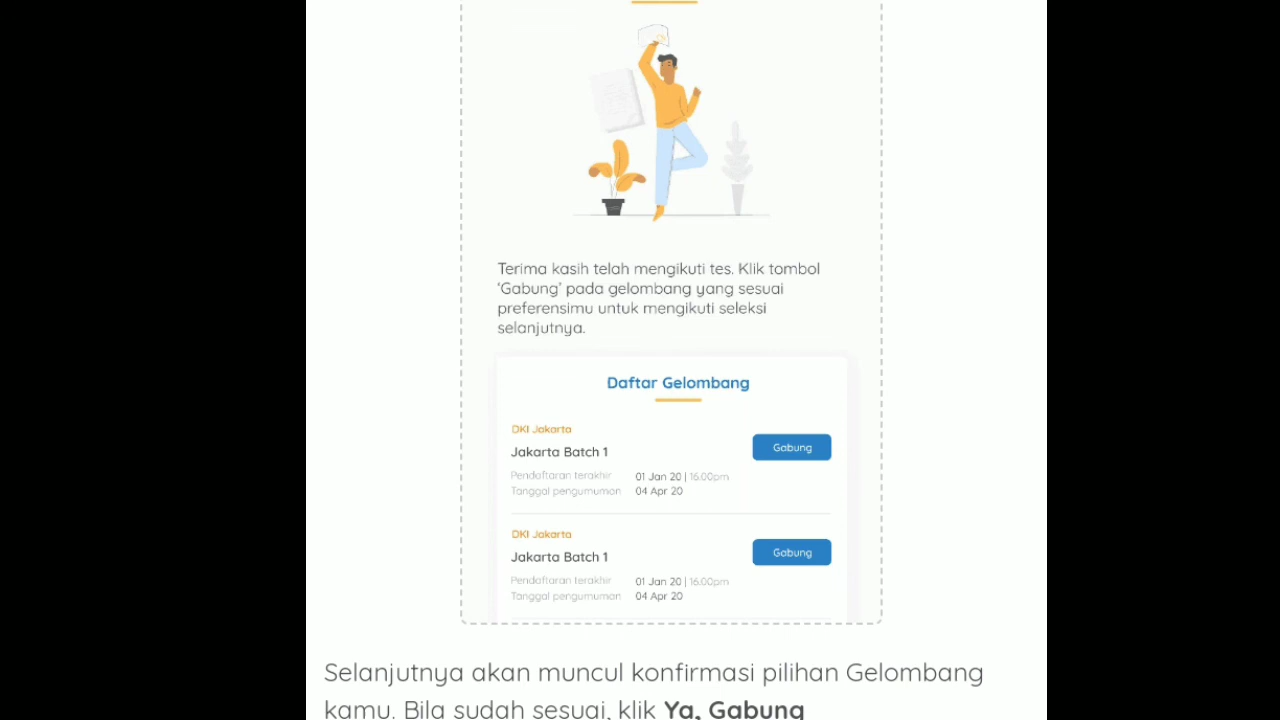 Terima kasih telah mengikuti tes. Klik tombol
‘Gabung’ pada gelombang yang sesuai
preferensimu untuk mengikuti seleksi
selanjutnya.
Daftar Gelombang
DKI Jakarta
Jakarta Batch 1
Gabung
Pendaftaran terakhir 01 Jan 20 | 16.00pm
Tanggal pengumuman 04 Apr 20
DKI Jakarta
Jakarta Batch 1
Gabung
Pendaftaran terakhir 01 Jan 20 | 16.00pm
Tanggal pengumuman 04 Apr 20
Selanjutnya akan muncul konfirmasi pilihan Gelombang
kamu. Bila sudah sesuai, klik Ya, Gabung